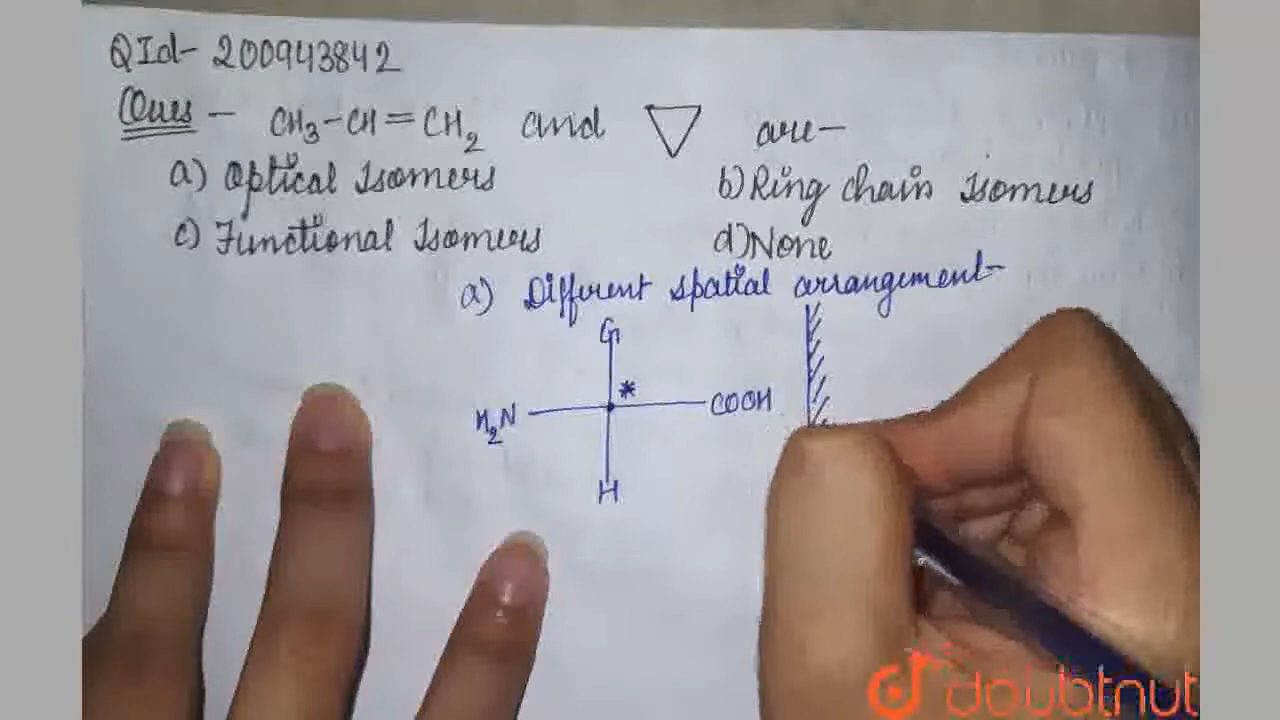 QId- 200943842
Ques - CH3-CH=CH2 and are-
a) Optical Isomers b) Ring chain isomers
c) Functional Isomers d) None
a) Different spatial arrangement-
G
*
H2N COOH
H
doubtnut